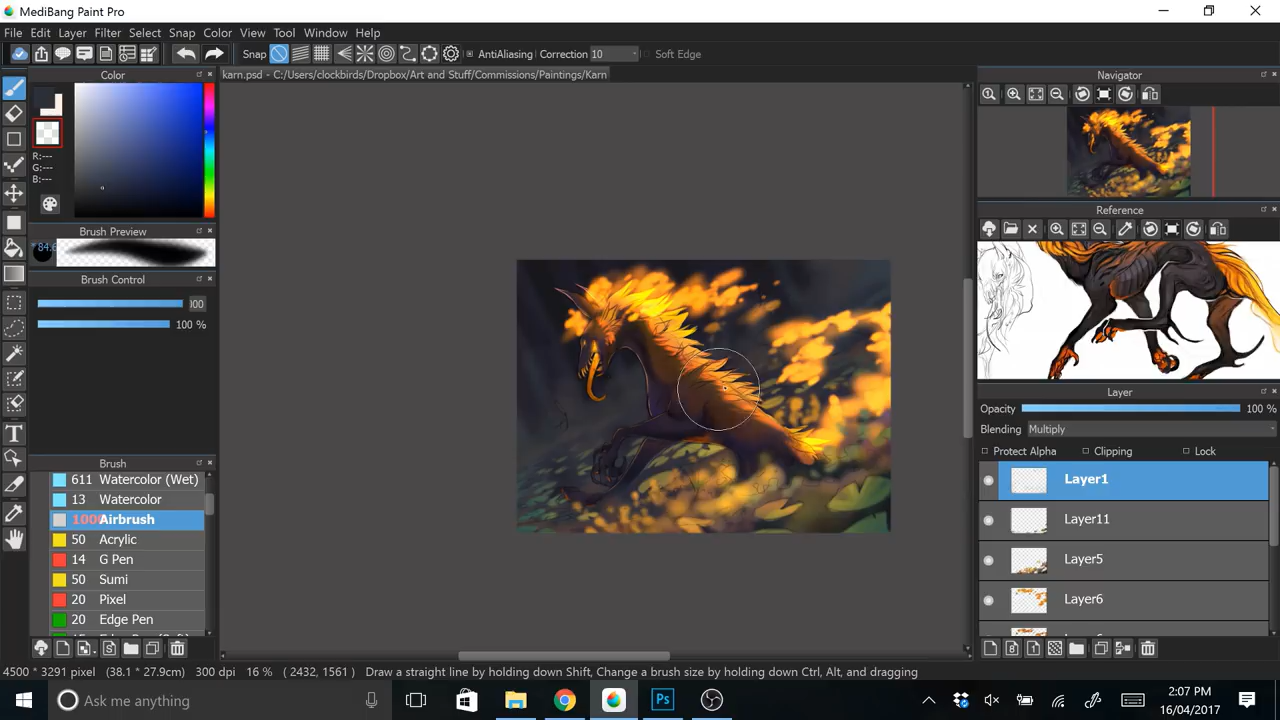 MediBang Paint Pro
File Edit Layer Filter Select Snap Color View Tool Window Help
Snap AntiAliasing Correction 10 Soft Edge
Color
karn.psd - C:/Users/clockbirds/Dropbox/Art and Stuff/Commissions/Paintings/Karn
Navigator
R:---
G:---
B:---
Reference
Brush Preview
Brush Control
100 %
Layer
Opacity 100 %
Blending Multiply
Protect Alpha Clipping Lock
Layer1
Layer11
Layer5
Layer6
Brush
611 Watercolor (Wet)
13 Watercolor
Airbrush
50 Acrylic
14 G Pen
50 Sumi
20 Pixel
20 Edge Pen
4500 * 3291 pixel (38.1 * 27.9cm) 300 dpi 16 % ( 2432, 1561 ) Draw a straight line by holding down Shift, Change a brush size by holding down Ctrl, Alt, and dragging
Ask me anything
Ps
2:07 PM
16/04/2017